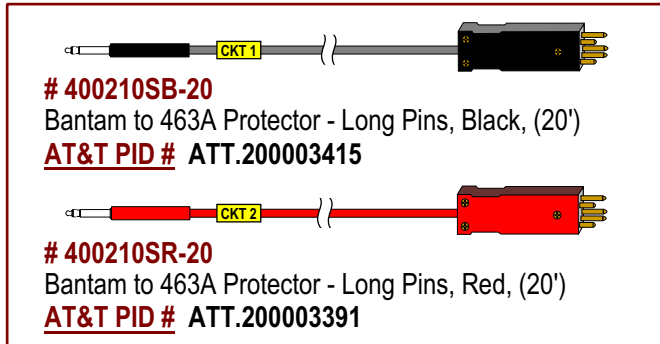 CKT 1
# 400210SB-20
Bantam to 463A Protector - Long Pins, Black, (20')
AT&T PID # ATT.200003415
CKT 2
# 400210SR-20
Bantam to 463A Protector - Long Pins, Red, (20')
AT&T PID # ATT.200003391